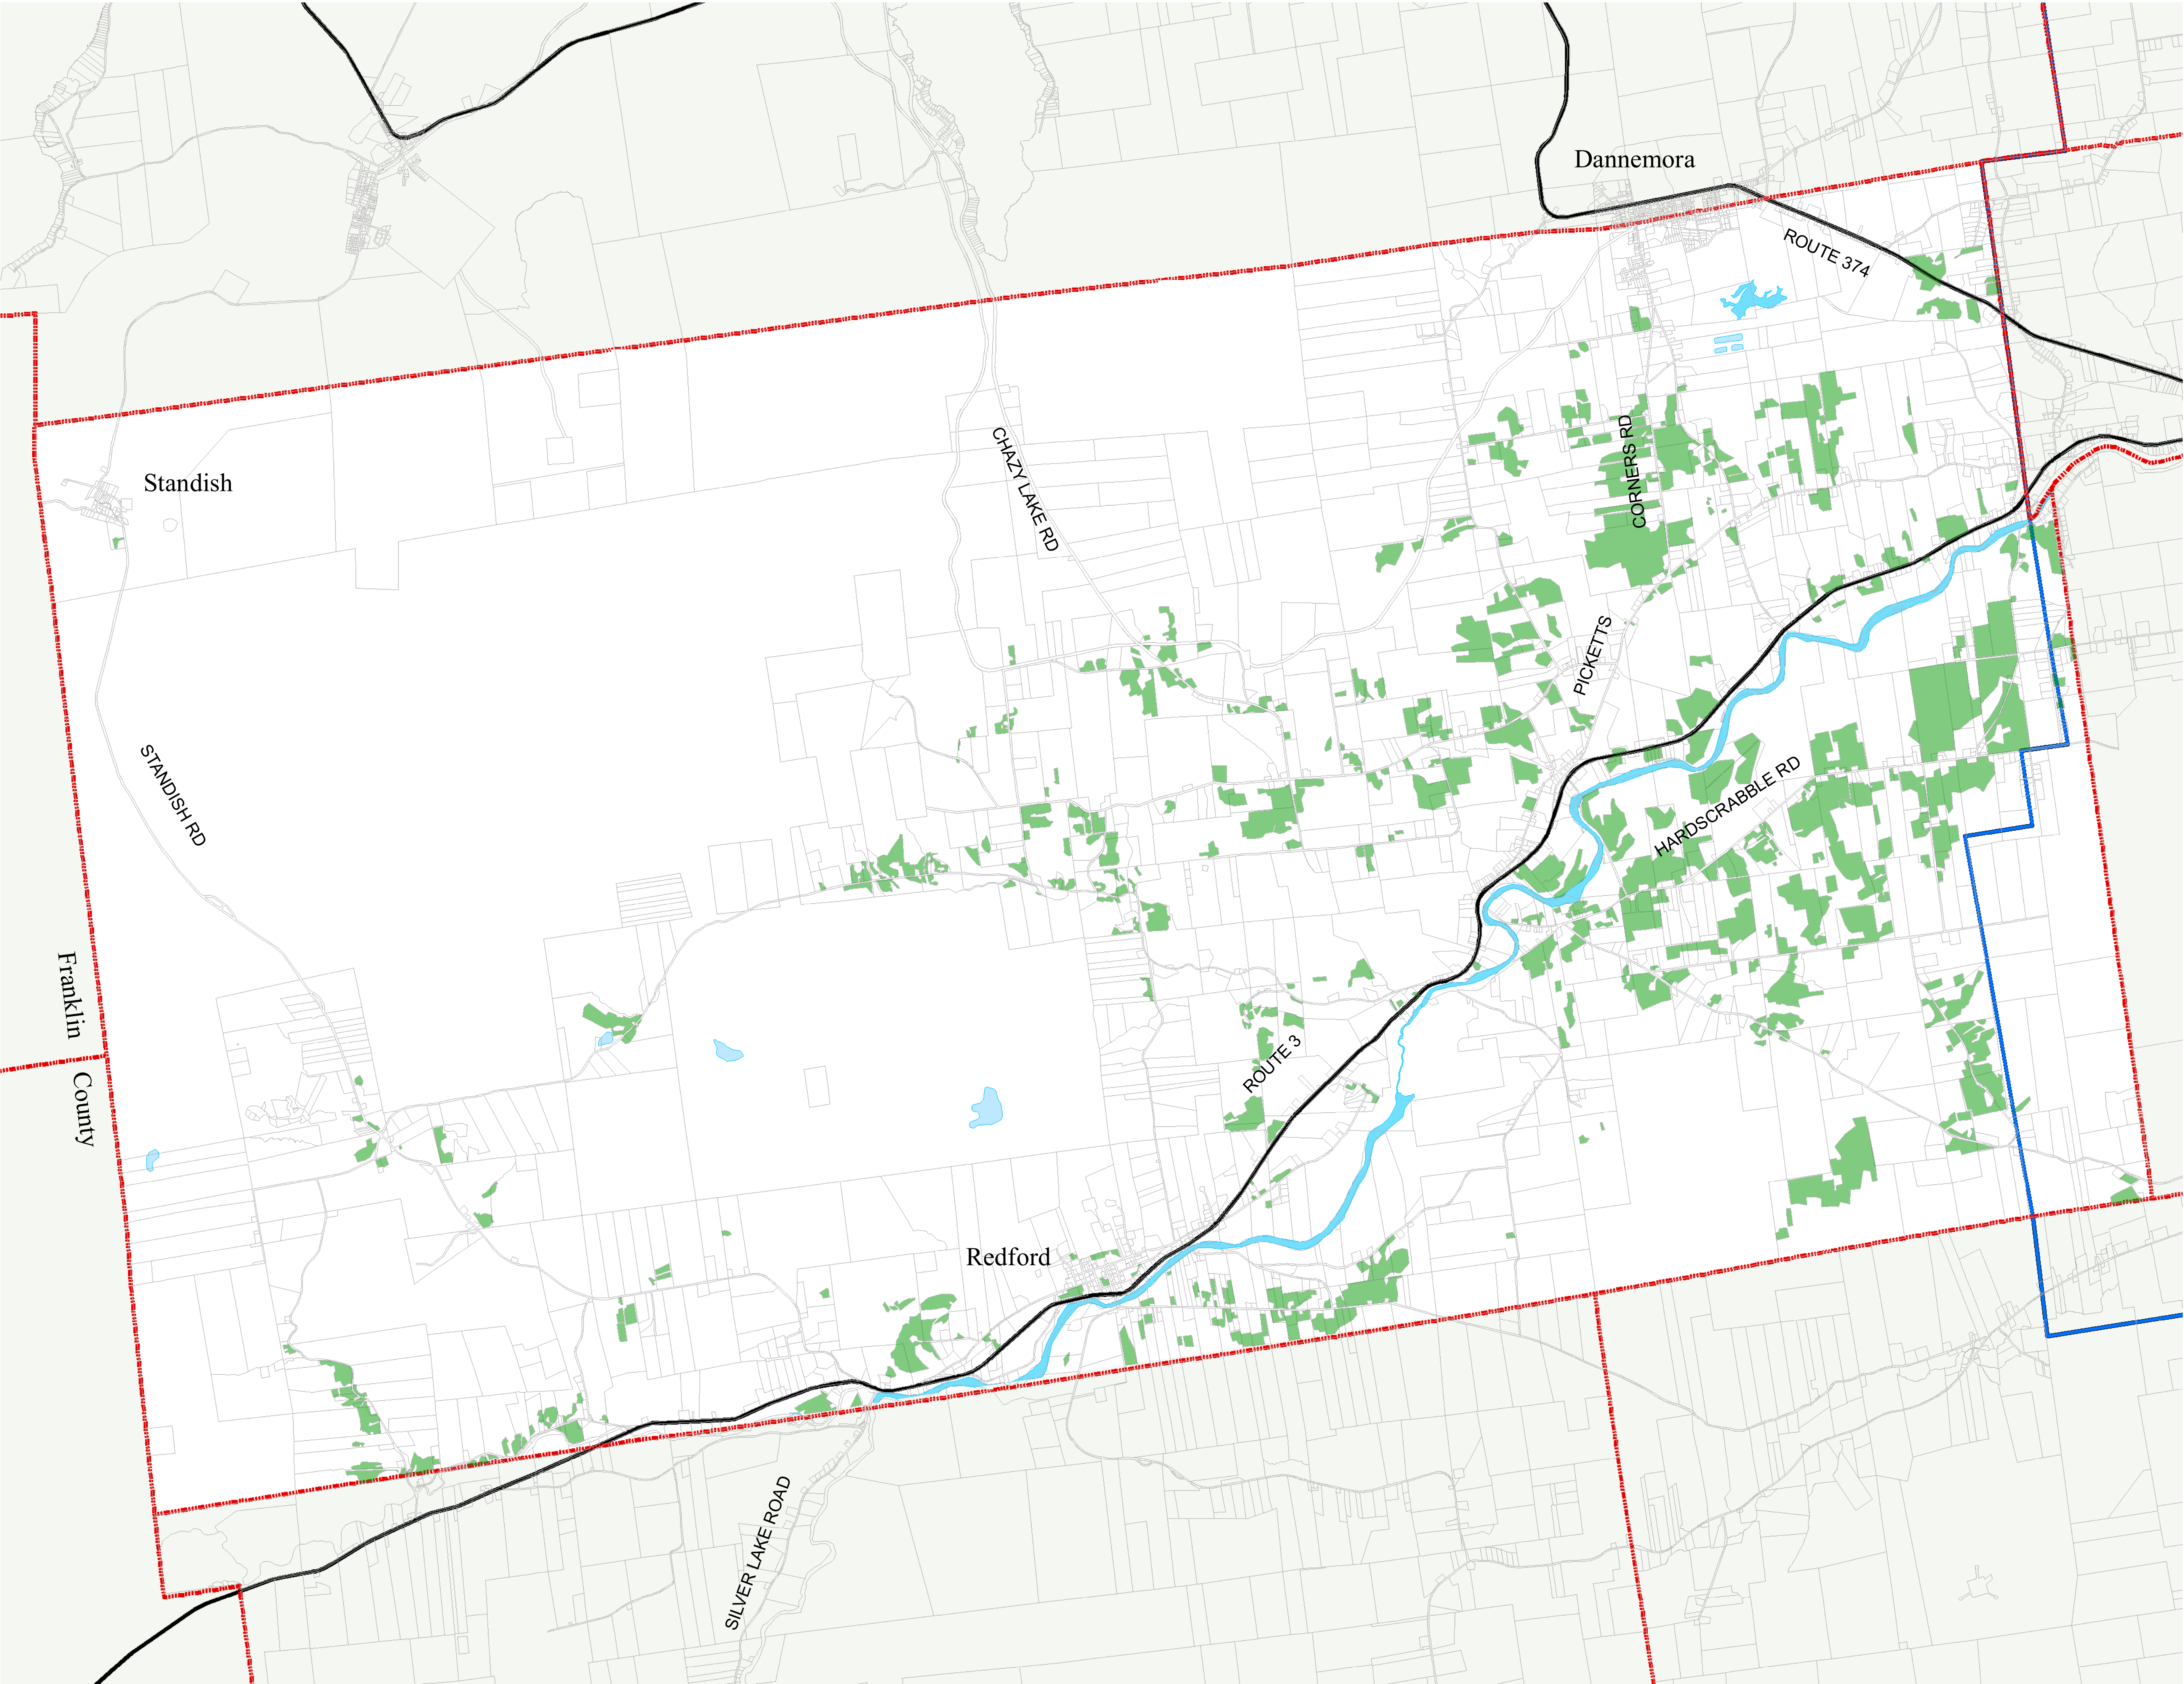 Dannemora
ROUTE 374
Standish
CHAZY LAKE RD
CORNERS RD
PICKETTS
STANDISH RD
HARDSCRABBLE RD
Franklin
County
ROUTE 3
Redford
SILVER LAKE ROAD